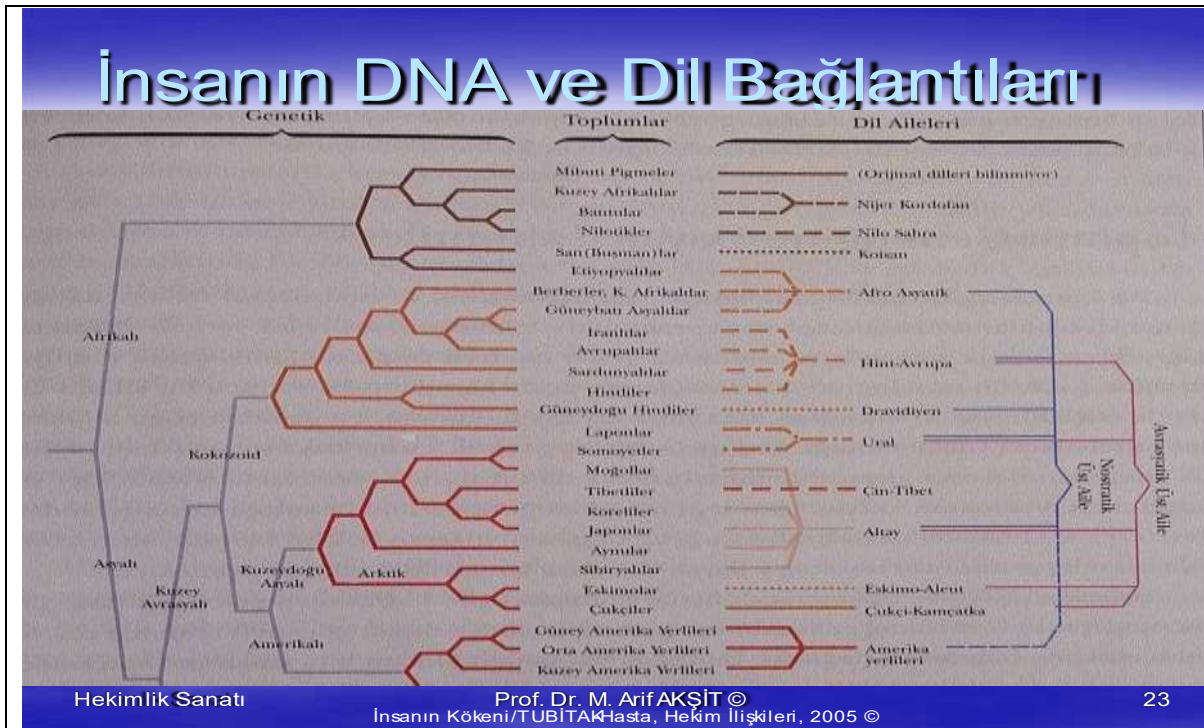 İnsanın DNA ve Dil Bağlantıları
Genetik Toplumlar Dil Aileleri
Mibuti Pigmeler (Orijinal dilleri bilinmiyor)
Kuzey Afrikalılar
Nijer Kordofan
Bantular
Nilotikler Nilo Sahra
San(Buşman)lar Koisan
Etiyopyalılar
Berberler, K. Afrikalılar Afro Asyatik
Güneybatı Asyalılar
Afrikalı
İranlılar
Avrupalılar
Hint-Avrupa
Sardunyalılar
Hintliler
Güneydoğu Hintliler Dravidiyen
Laponlar
Ural
Kokozoid
Somoyetler
Moğollar
Tibetliler Çin-Tibet
Koreliler
Japonlar Altay
Aynular
Nostratik
Üst Aile
Avrasyatik Üst Aile
Asyalı
Kuzeydoğu
Asyalı
Arktik
Sibiryalılar
Eskimolar Eskimo-Aleut
Kuzey
Avrasyalı
Çukçiler Çukçi-Kamçatka
Güney Amerika Yerlileri
Amerikalı
Orta Amerika Yerlileri Amerika
yerlileri
Kuzey Amerika Yerlileri
Hekimlik Sanatı Prof. Dr. M. Arif AKŞİT © 23
İnsanın Kökeni/TUBİTAK-Hasta, Hekim İlişkileri, 2005 ©